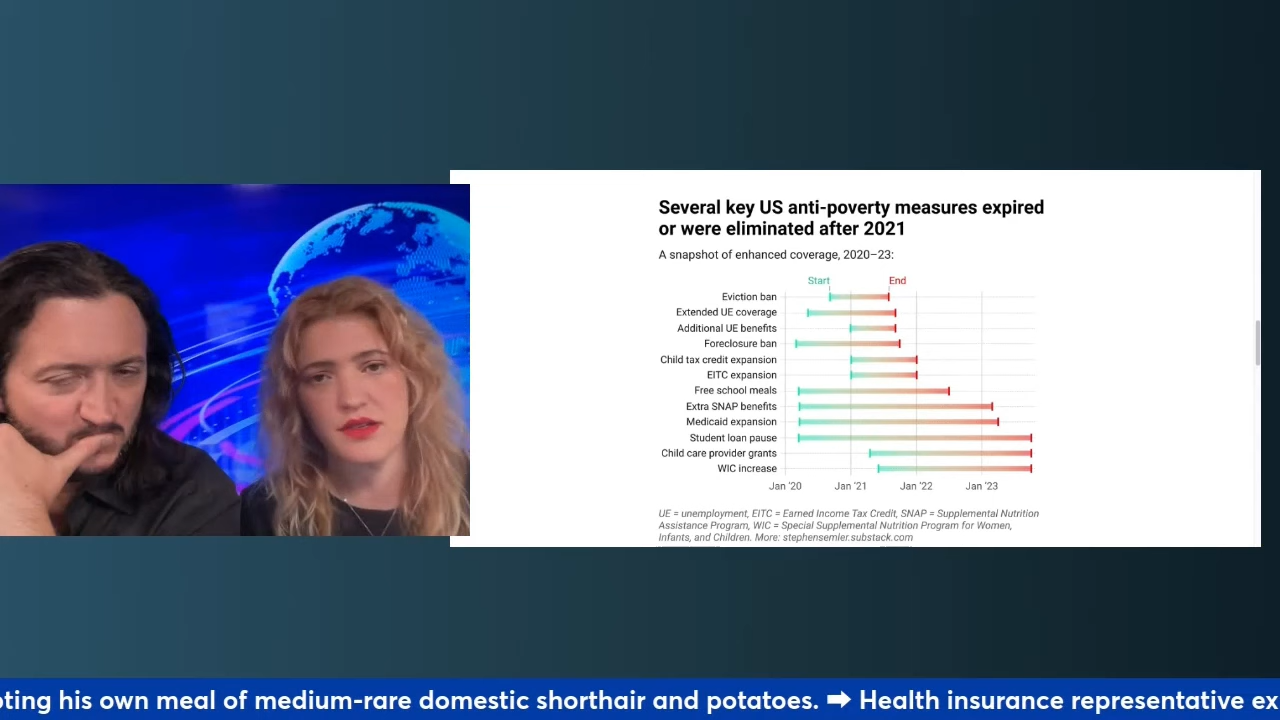 Several key US anti-poverty measures expired
or were eliminated after 2021
A snapshot of enhanced coverage, 2020–23:
Start End
Eviction ban
Extended UE coverage
Additional UE benefits
Foreclosure ban
Child tax credit expansion
EITC expansion
Free school meals
Extra SNAP benefits
Medicaid expansion
Student loan pause
Child care provider grants
WIC increase
Jan '20 Jan '21 Jan '22 Jan '23
UE = unemployment, EITC = Earned Income Tax Credit, SNAP = Supplemental Nutrition
Assistance Program, WIC = Special Supplemental Nutrition Program for Women,
Infants, and Children. More: stephensemler.substack.com
oting his own meal of medium-rare domestic shorthair and potatoes. ➡ Health insurance representative ex